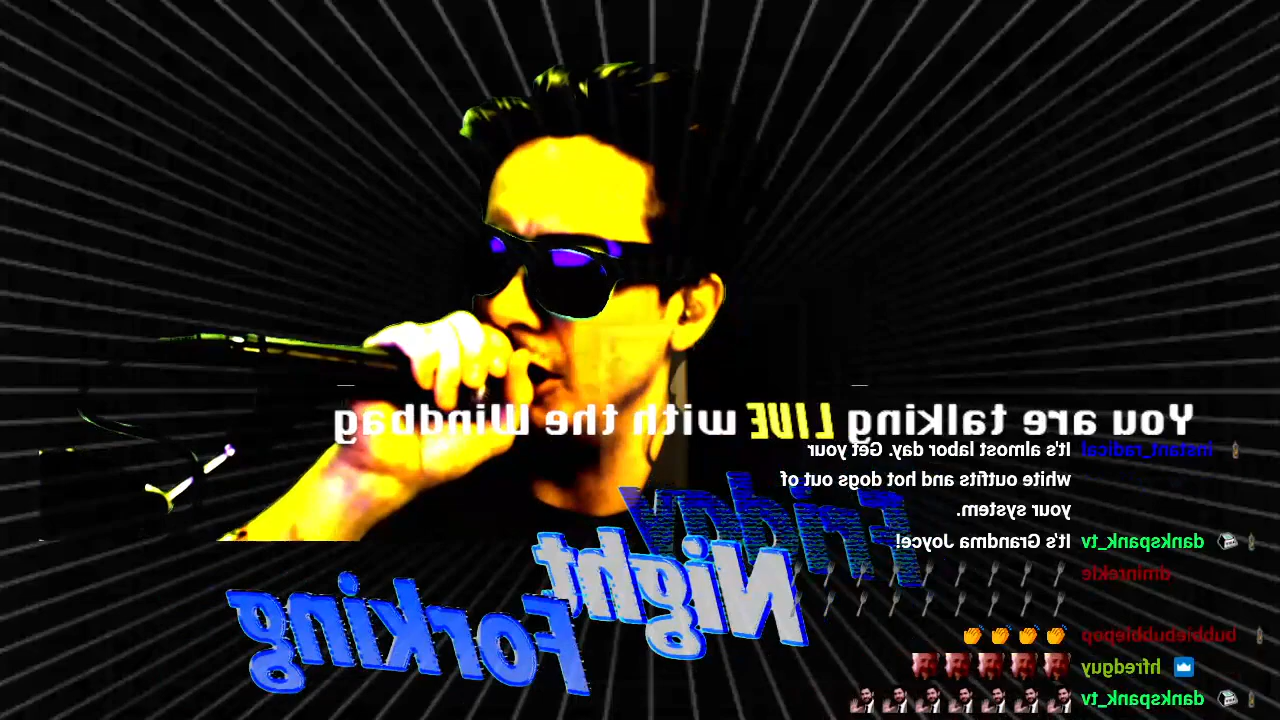 You are talking LIVE with the Windbag
instant_radical It's almost labor day. Get your
white outfits and hot dogs out of
your system.
dankspank_tv It's Grandma Joyce!
dminrekte
bubblebubblepop
hfredguy
dankspank_tv
Friday
Night
Forking